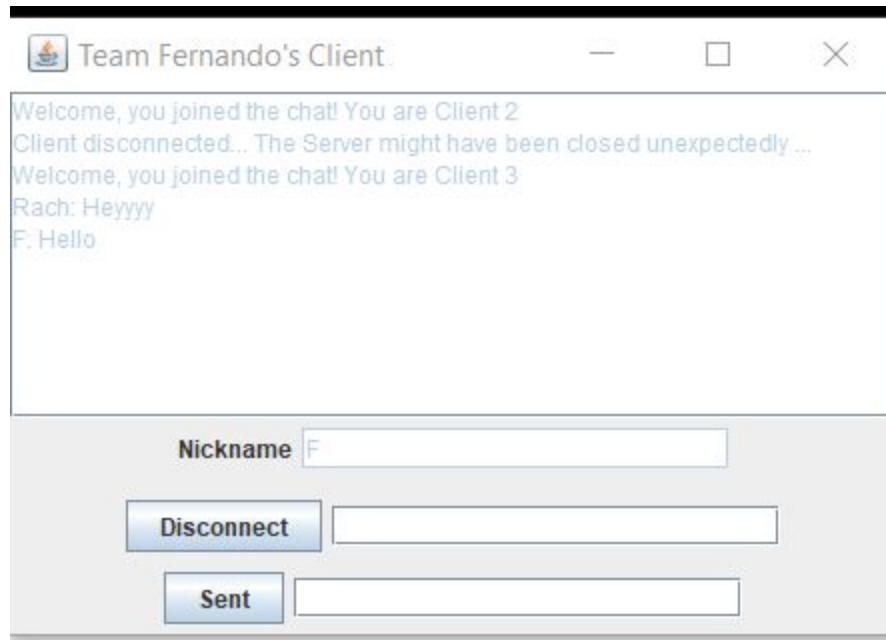 Team Fernando's Client
Welcome, you joined the chat! You are Client 2
Client disconnected... The Server might have been closed unexpectedly ...
Welcome, you joined the chat! You are Client 3
Rach: Heyyyy
F: Hello
Nickname F
Disconnect
Sent